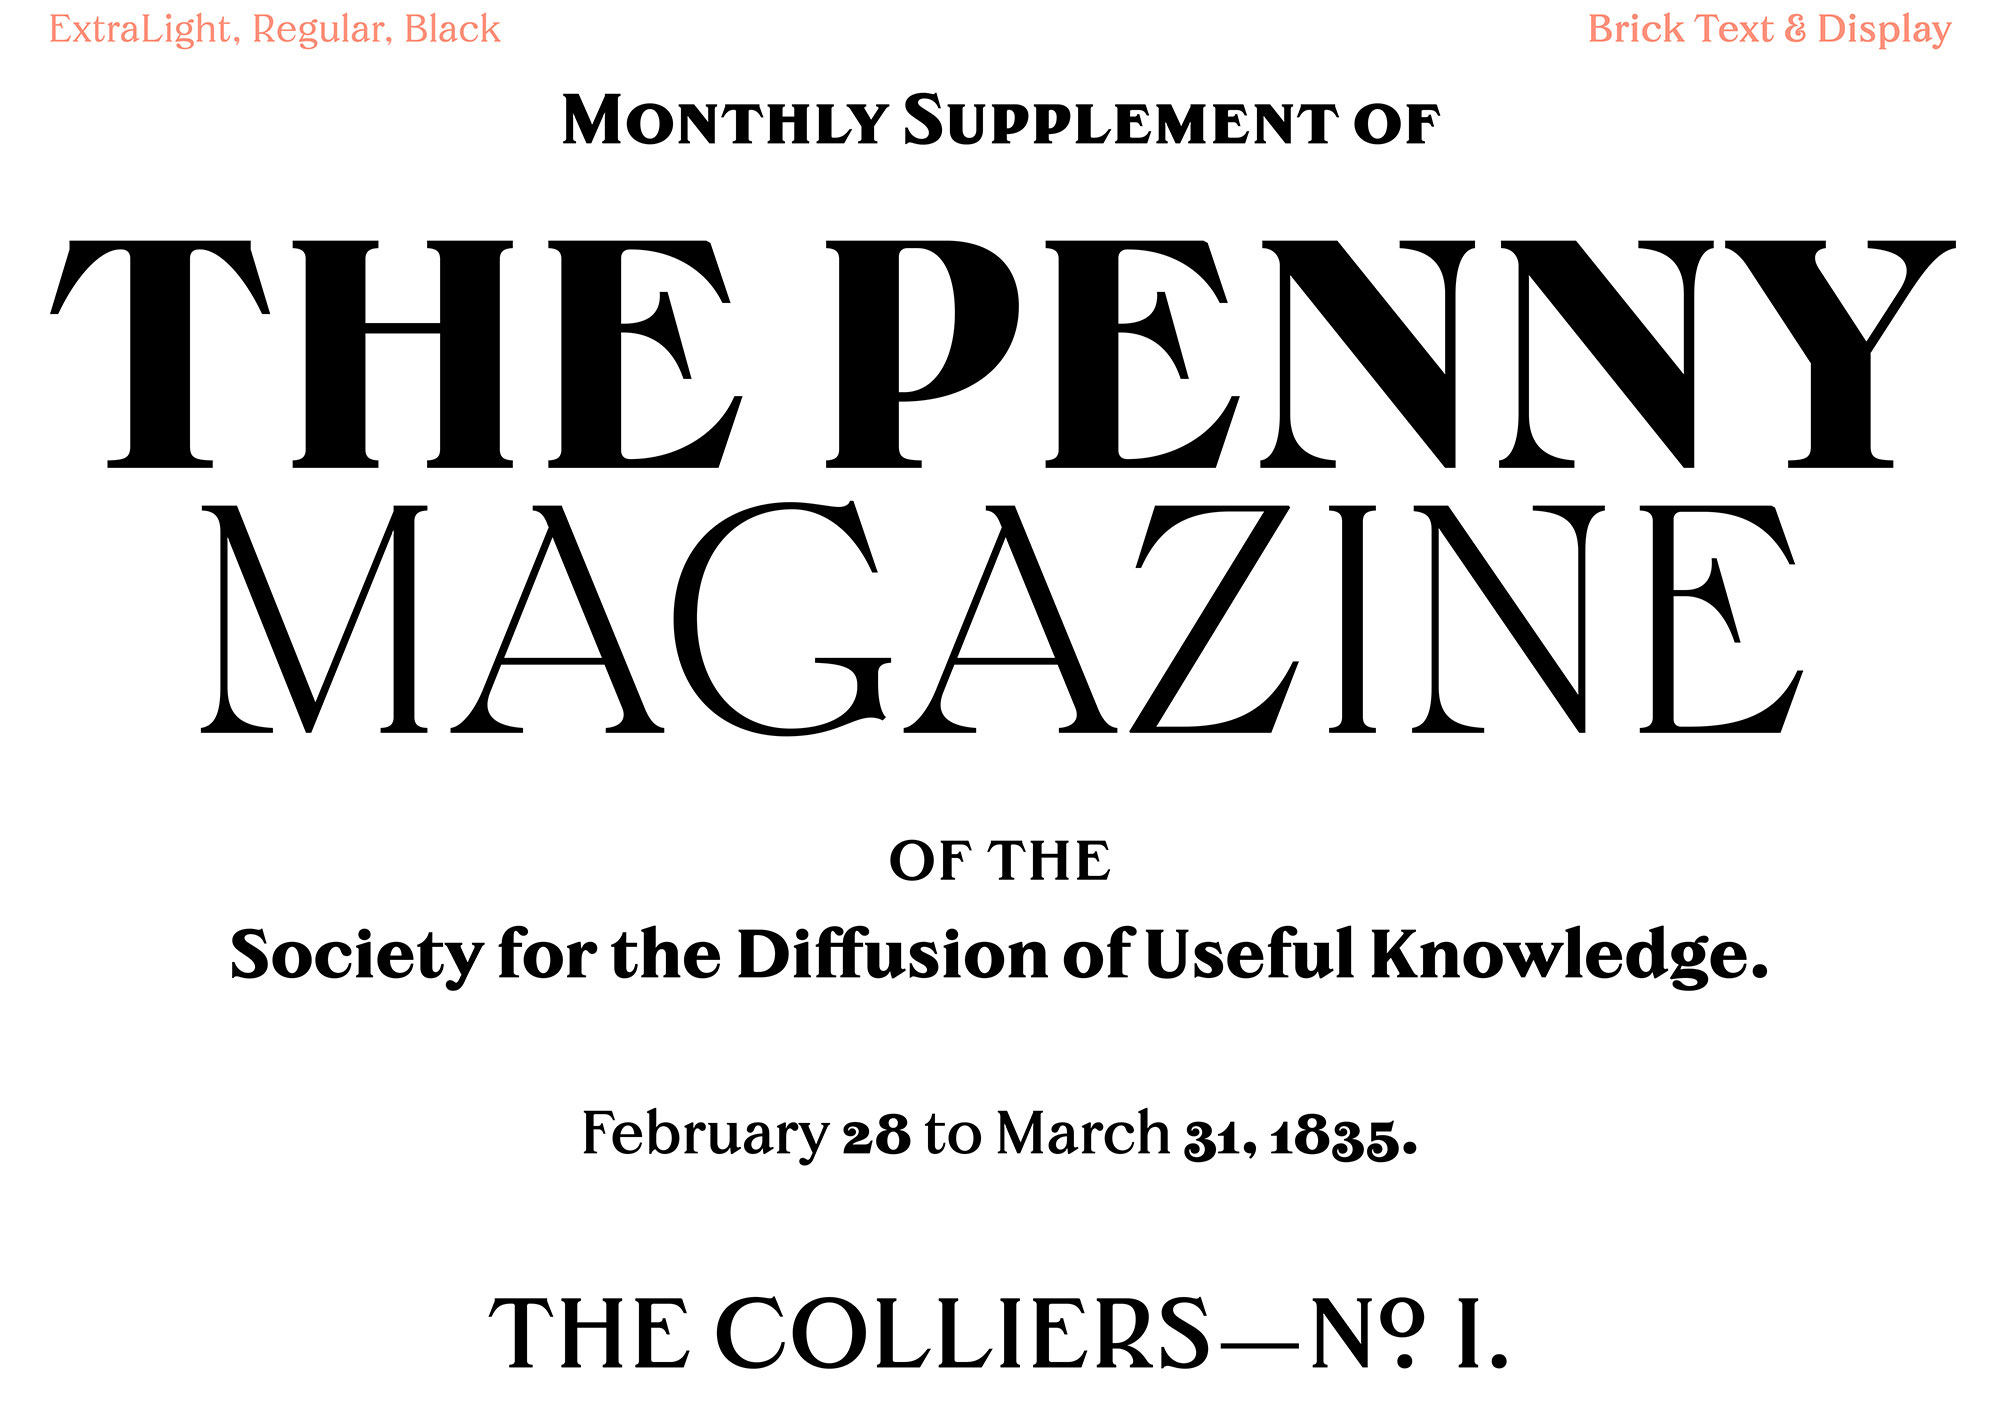 ExtraLight, Regular, Black
Brick Text & Display
Monthly Supplement of
THE PENNY
MAGAZINE
OF THE
Society for the Diffusion of Useful Knowledge.
February 28 to March 31, 1835.
THE COLLIERS—Nº I.